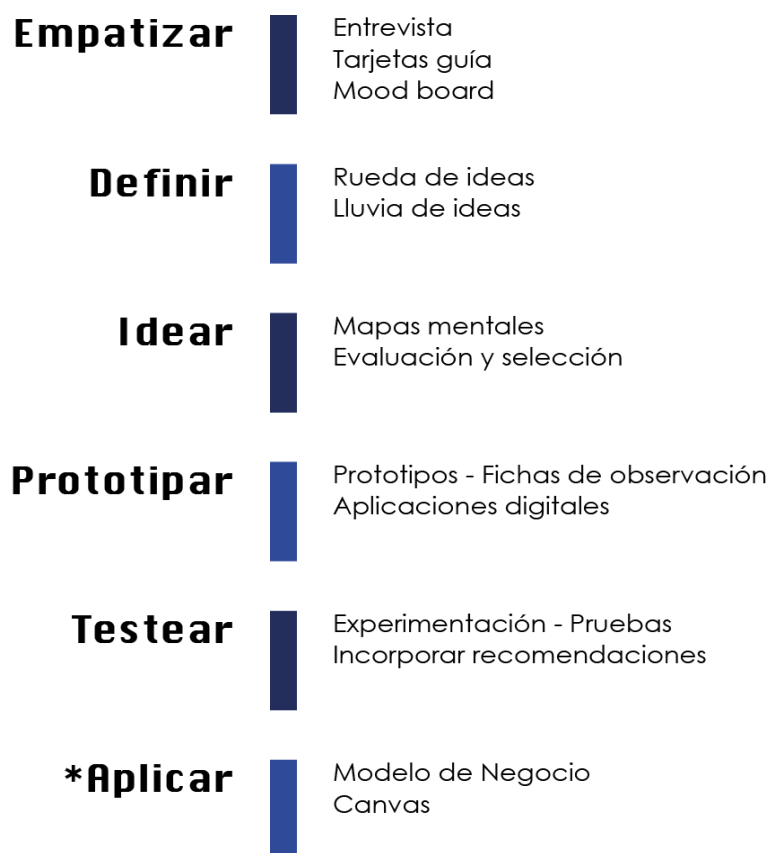 Empatizar
Entrevista
Tarjetas guía
Mood board
Definir
Rueda de ideas
Lluvia de ideas
Idear
Mapas mentales
Evaluación y selección
Prototipar
Prototipos - Fichas de observación
Aplicaciones digitales
Testear
Experimentación - Pruebas
Incorporar recomendaciones
*Aplicar
Modelo de Negocio
Canvas